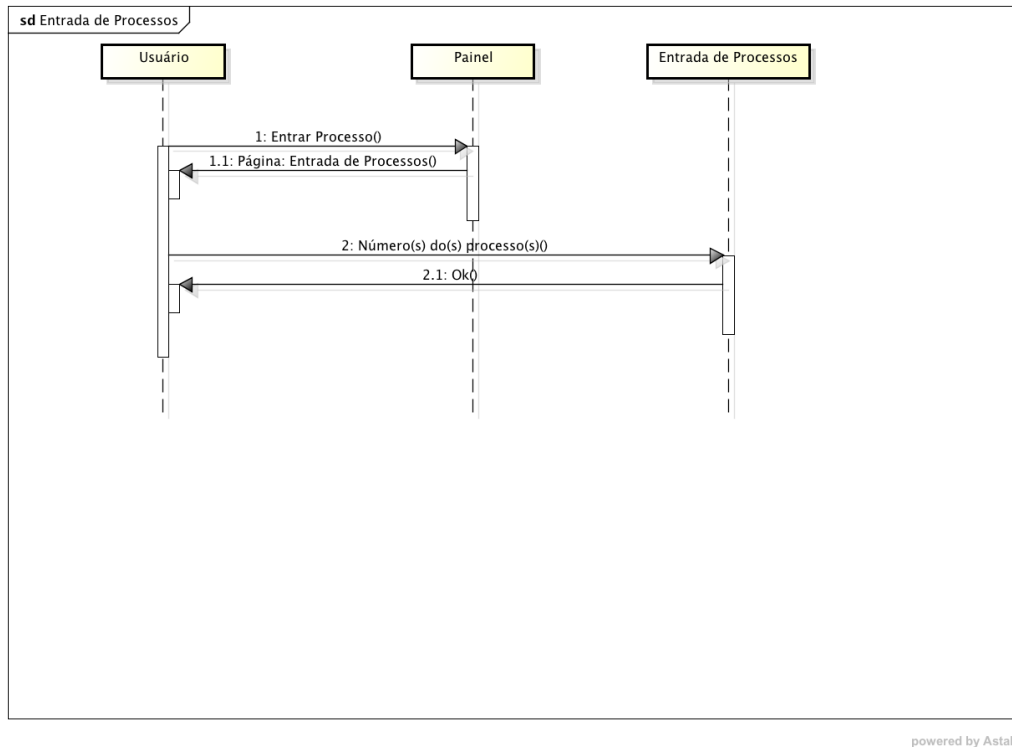 sd Entrada de Processos
Usuário
Painel
Entrada de Processos
1: Entrar Processo()
1.1: Página: Entrada de Processos()
2: Número(s) do(s) processo(s)()
2.1: Ok()
powered by